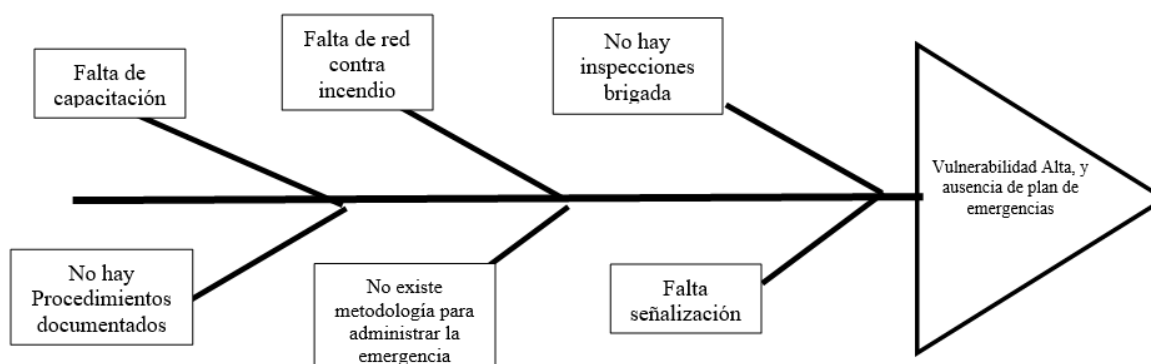 Falta de
capacitación
Falta de red
contra
incendio
No hay
inspecciones
brigada
Vulnerabilidad Alta, y
ausencia de plan de
emergencias
No hay
Procedimientos
documentados
No existe
metodología para
administrar la
emergencia
Falta
señalización